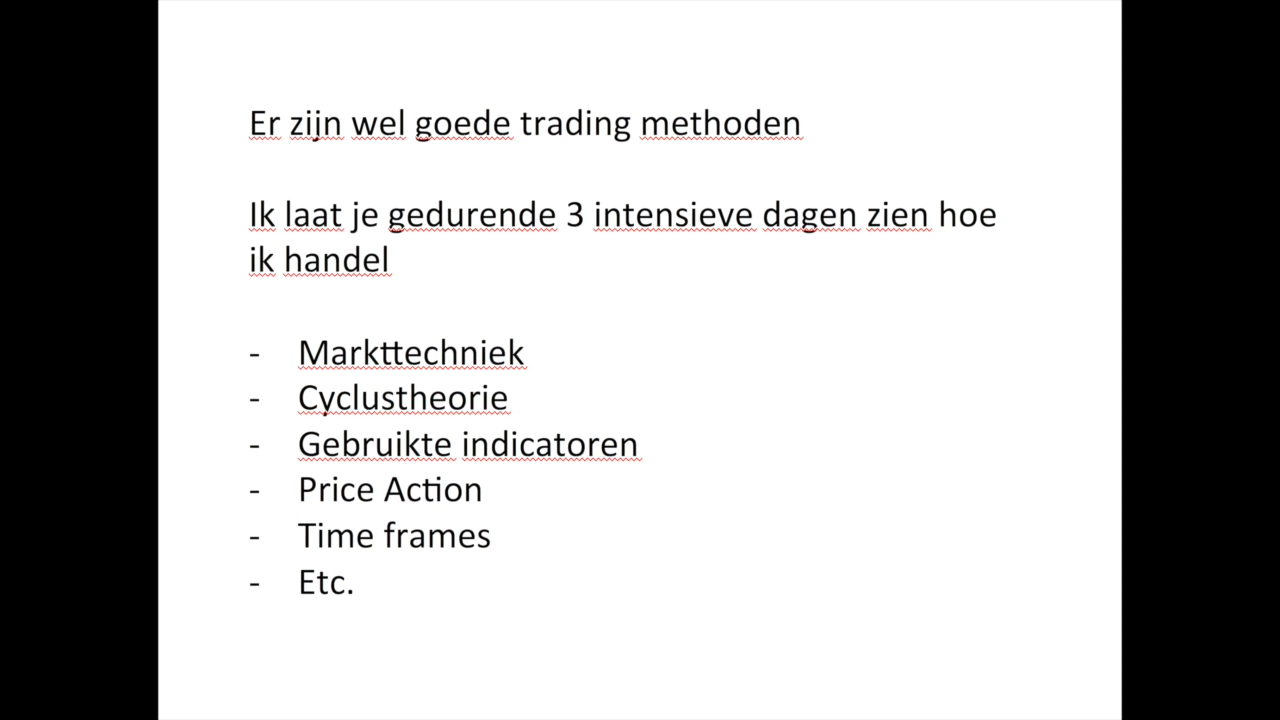 Er zijn wel goede trading methoden
Ik laat je gedurende 3 intensieve dagen zien hoe
ik handel
- Markttechniek
- Cyclustheorie
- Gebruikte indicatoren
- Price Action
- Time frames
- Etc.